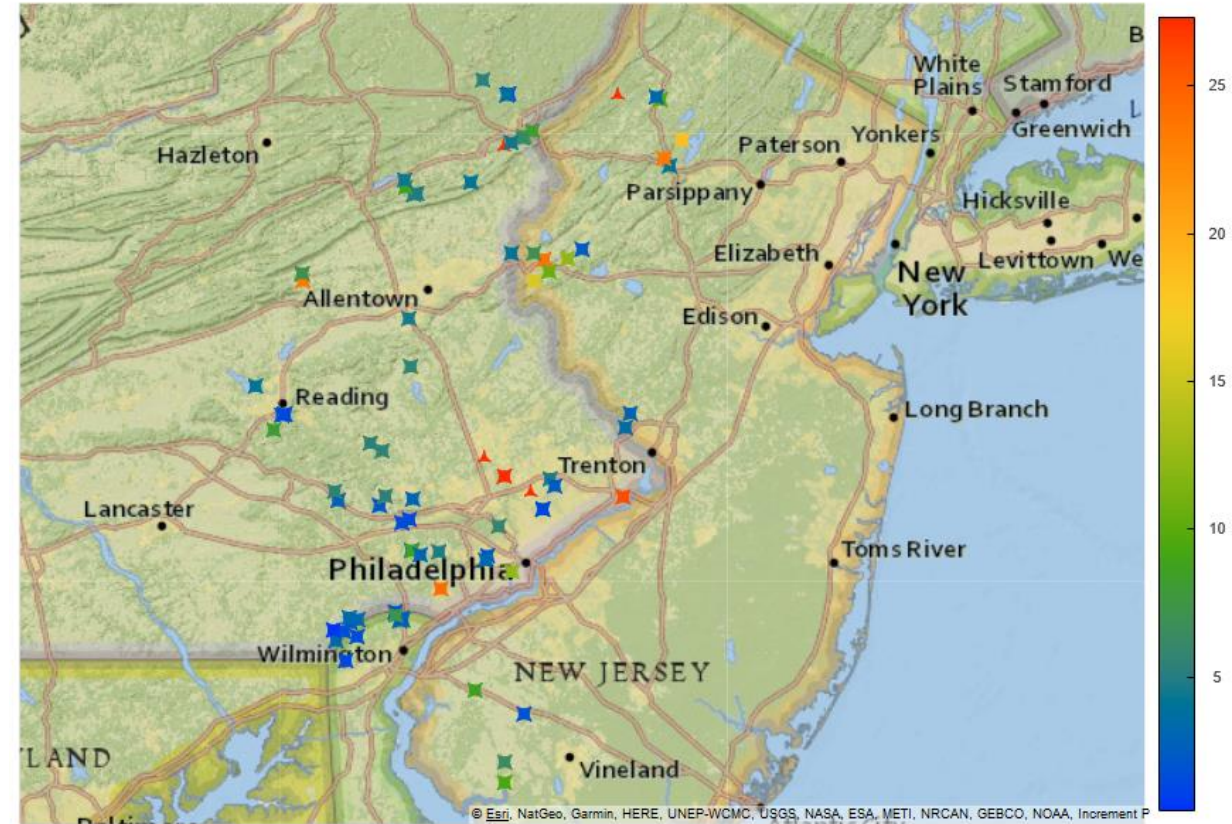 B
White
Plains
Stamford
25
L
Greenwich
Hazleton
Paterson
Yonkers
Parsippany
Hicksville
20
Elizabeth
Levittown
We
New
York
Allentown
Edison
15
Reading
Long Branch
Trenton
Lancaster
10
Toms River
Philadelphia
Wilmington
NEW JERSEY
5
YLAND
Vineland
© Esri, NatGeo, Garmin, HERE, UNEP-WCMC, USGS, NASA, ESA, METI, NRCAN, GEBCO, NOAA, Increment P